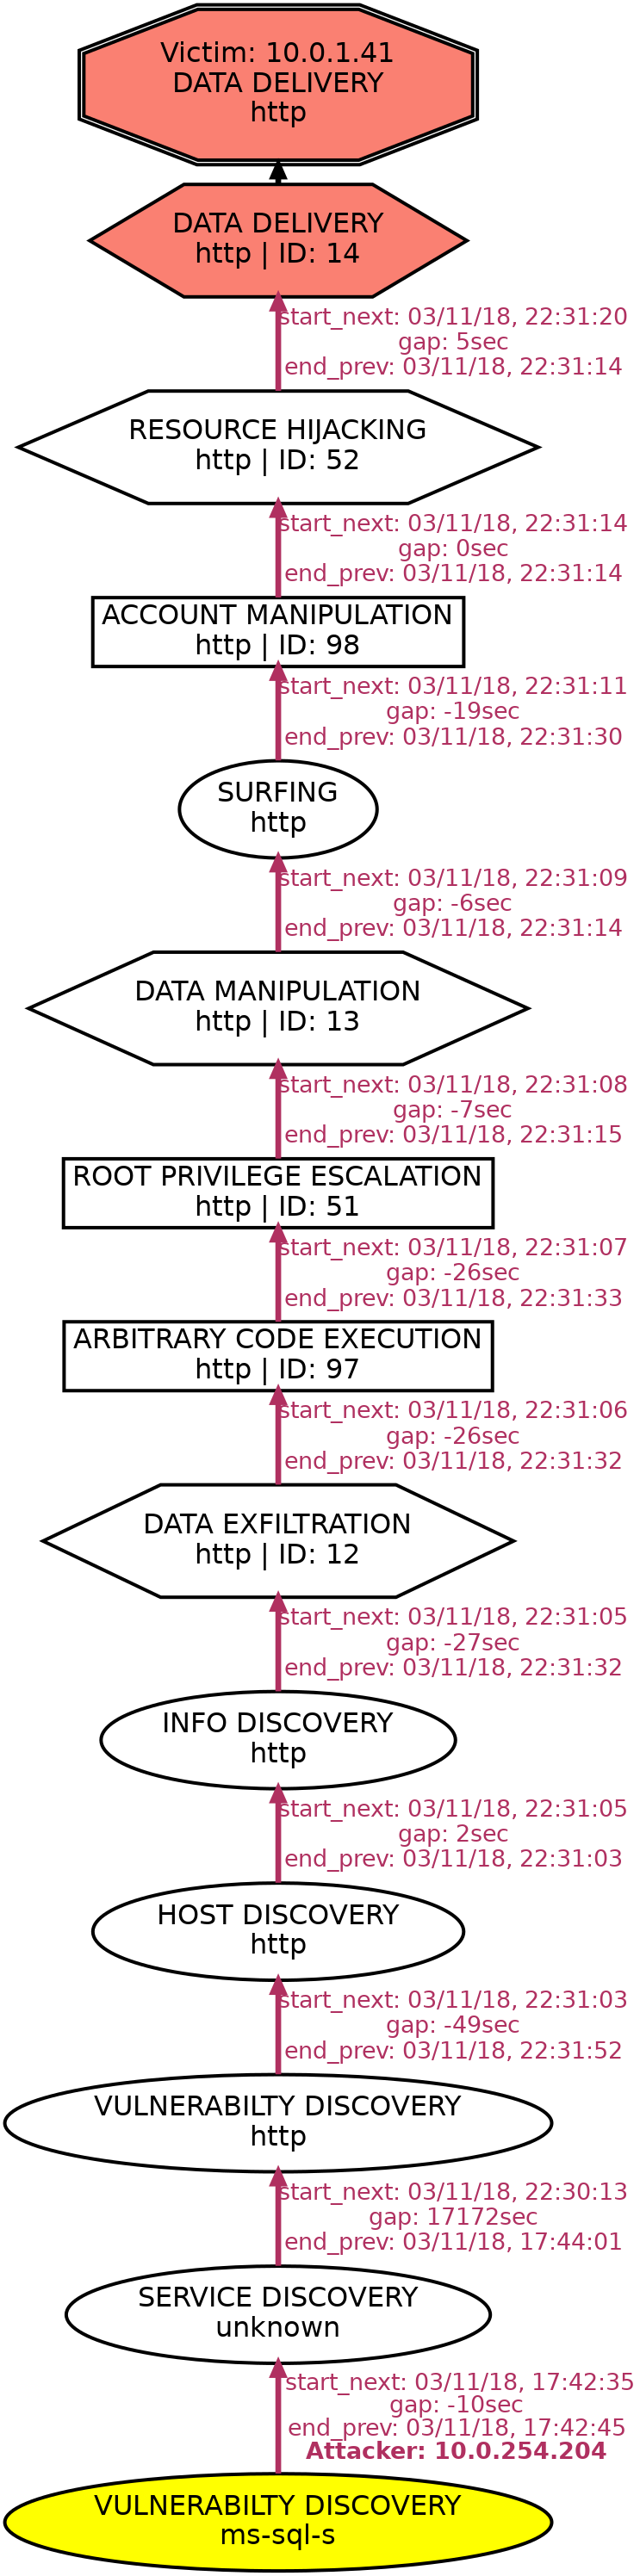 Victim: 10.0.1.41
DATA DELIVERY
http
DATA DELIVERY
http | ID: 14
start_next: 03/11/18, 22:31:20
gap: 5sec
end_prev: 03/11/18, 22:31:14
RESOURCE HIJACKING
http | ID: 52
start_next: 03/11/18, 22:31:14
gap: 0sec
end_prev: 03/11/18, 22:31:14
ACCOUNT MANIPULATION
http | ID: 98
start_next: 03/11/18, 22:31:11
gap: -19sec
end_prev: 03/11/18, 22:31:30
SURFING
http
start_next: 03/11/18, 22:31:09
gap: -6sec
end_prev: 03/11/18, 22:31:14
DATA MANIPULATION
http | ID: 13
start_next: 03/11/18, 22:31:08
gap: -7sec
end_prev: 03/11/18, 22:31:15
ROOT PRIVILEGE ESCALATION
http | ID: 51
start_next: 03/11/18, 22:31:07
gap: -26sec
end_prev: 03/11/18, 22:31:33
ARBITRARY CODE EXECUTION
http | ID: 97
start_next: 03/11/18, 22:31:06
gap: -26sec
end_prev: 03/11/18, 22:31:32
DATA EXFILTRATION
http | ID: 12
start_next: 03/11/18, 22:31:05
gap: -27sec
end_prev: 03/11/18, 22:31:32
INFO DISCOVERY
http
start_next: 03/11/18, 22:31:05
gap: 2sec
end_prev: 03/11/18, 22:31:03
HOST DISCOVERY
http
start_next: 03/11/18, 22:31:03
gap: -49sec
end_prev: 03/11/18, 22:31:52
VULNERABILTY DISCOVERY
http
start_next: 03/11/18, 22:30:13
gap: 17172sec
end_prev: 03/11/18, 17:44:01
SERVICE DISCOVERY
unknown
start_next: 03/11/18, 17:42:35
gap: -10sec
end_prev: 03/11/18, 17:42:45
Attacker: 10.0.254.204
VULNERABILTY DISCOVERY
ms-sql-s